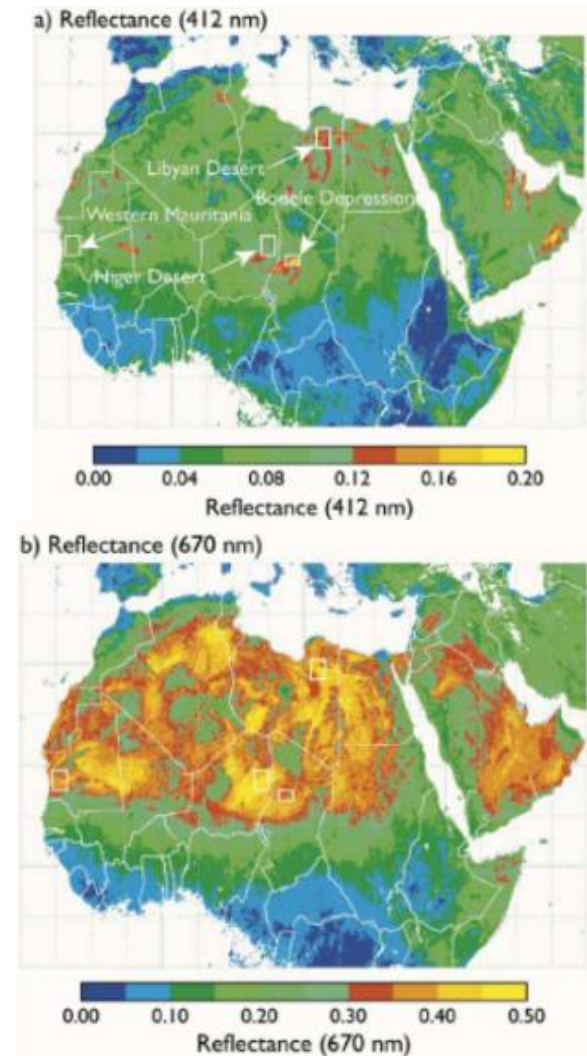 a) Reflectance (412 nm)
Libyan Desert
Bodele Depression
Western Mauritania
Niger Desert
0.00 0.04 0.08 0.12 0.16 0.20
Reflectance (412 nm)
b) Reflectance (670 nm)
0.00 0.10 0.20 0.30 0.40 0.50
Reflectance (670 nm)